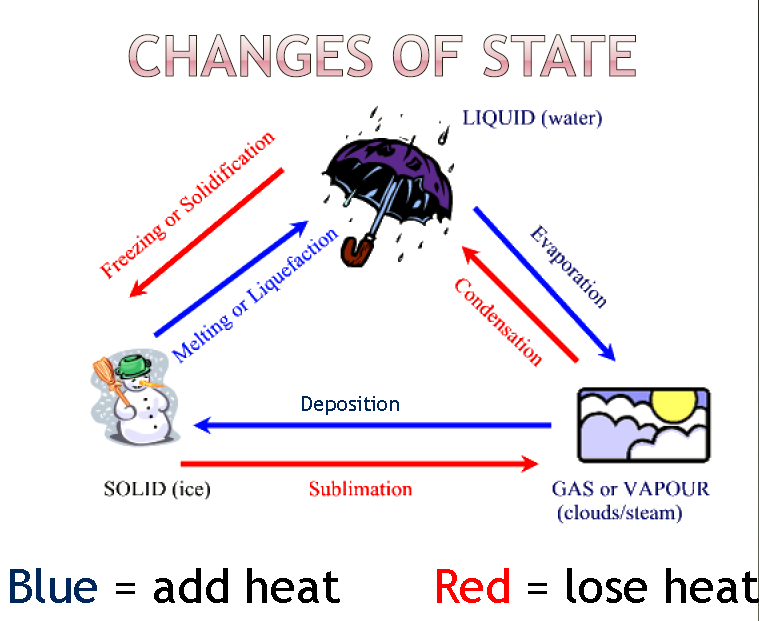 CHANGES OF STATE
LIQUID (water)
Freezing or Solidification
Melting or Liquefaction
Evaporation
Condensation
Deposition
SOLID (ice)
Sublimation
GAS or VAPOUR
(clouds/steam)
Blue = add heat
Red = lose heat